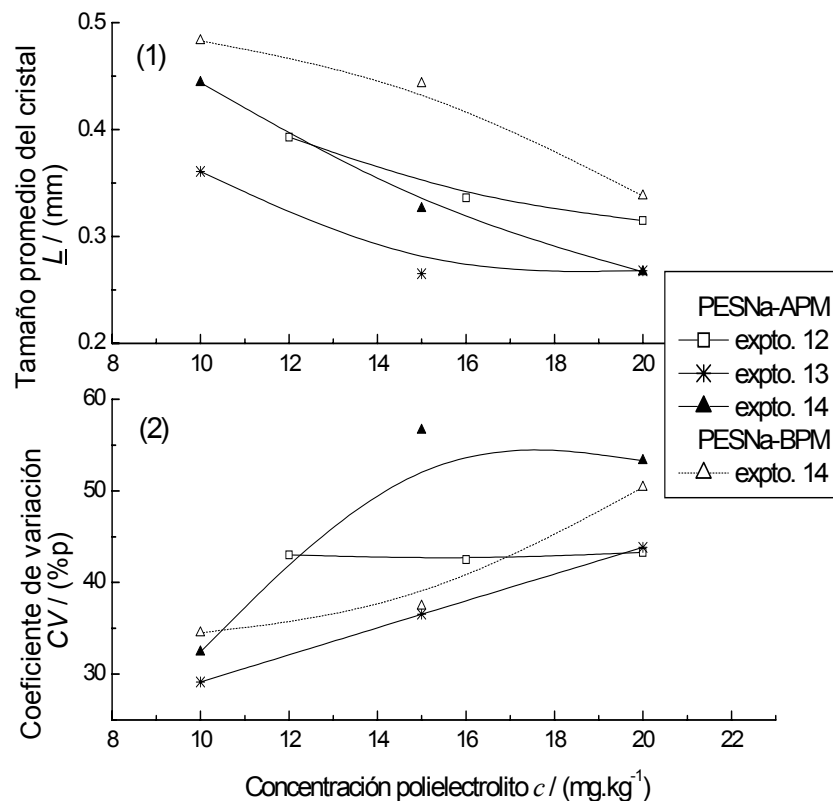 (1)
Tamaño promedio del cristal
L / (mm)
0.5
0.4
0.3
0.2
8 10 12 14 16 18 20
PESNa-APM
expto. 12
expto. 13
expto. 14
PESNa-BPM
expto. 14
(2)
Coeficiente de variación
CV / (%p)
60
50
40
30
8 10 12 14 16 18 20 22
Concentración polielectrolito c / (mg.kg-1)